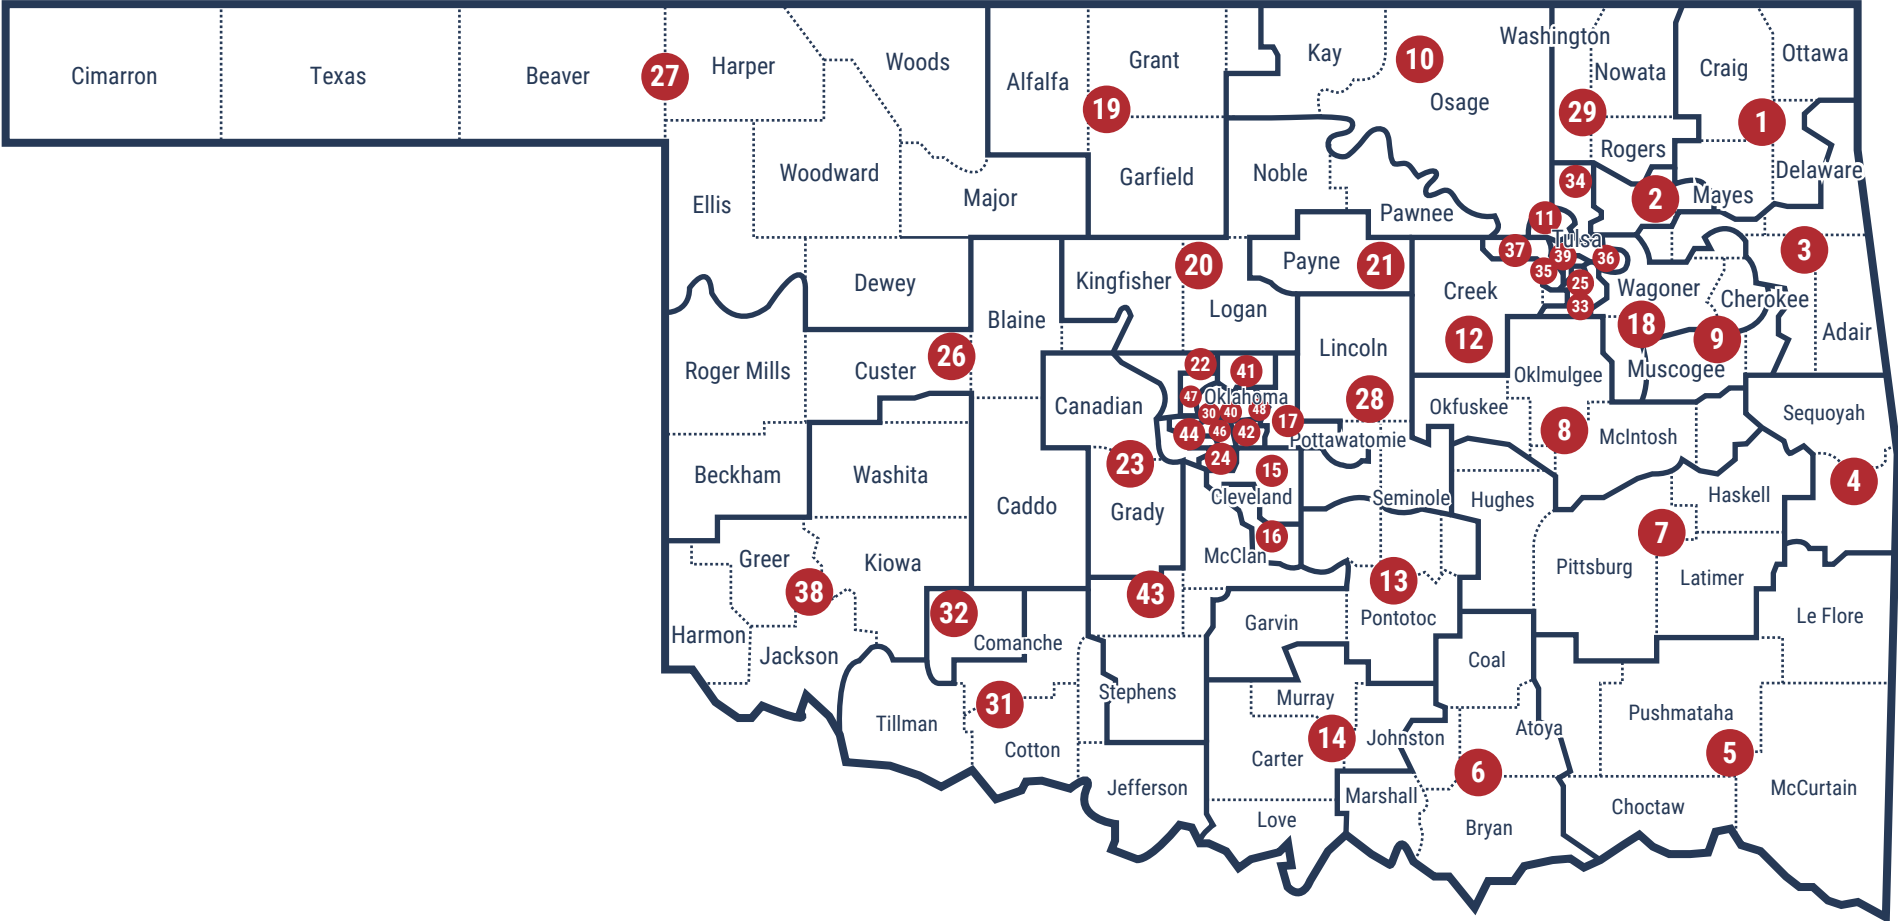 Washington
Kay
10
Ottawa
Harper
Woods
Grant
Craig
Nowata
Cimarron
Texas
Beaver
27
Alfalfa
Osage
19
29
1
Rogers
Woodward
Garfield
Noble
Delaware
34
Ellis
Major
2
Mayes
Pawnee
11
Tulsa
37
39
36
3
Kingfisher
20
Logan
Payne
21
35
25
33
Dewey
Creek
Wagoner
Cherokee
Blaine
12
18
9
Adair
Lincoln
Roger Mills
Custer
26
22
41
Oklmulgee
Muscogee
Canadian
47
Oklahoma
30
40
48
17
28
Okfuskee
Sequoyah
44
46
42
Pottawatomie
8
McIntosh
23
24
15
Beckham
Washita
Cleveland
Seminole
Hughes
Haskell
4
Caddo
Grady
16
7
Greer
Kiowa
McClan
Pittsburg
Latimer
38
32
43
13
Pontotoc
Le Flore
Harmon
Jackson
Comanche
Garvin
Coal
31
Stephens
Murray
Tillman
Cotton
Carter
14
Johnston
Atoya
Pushmataha
5
6
Jefferson
Marshall
McCurtain
Love
Bryan
Choctaw